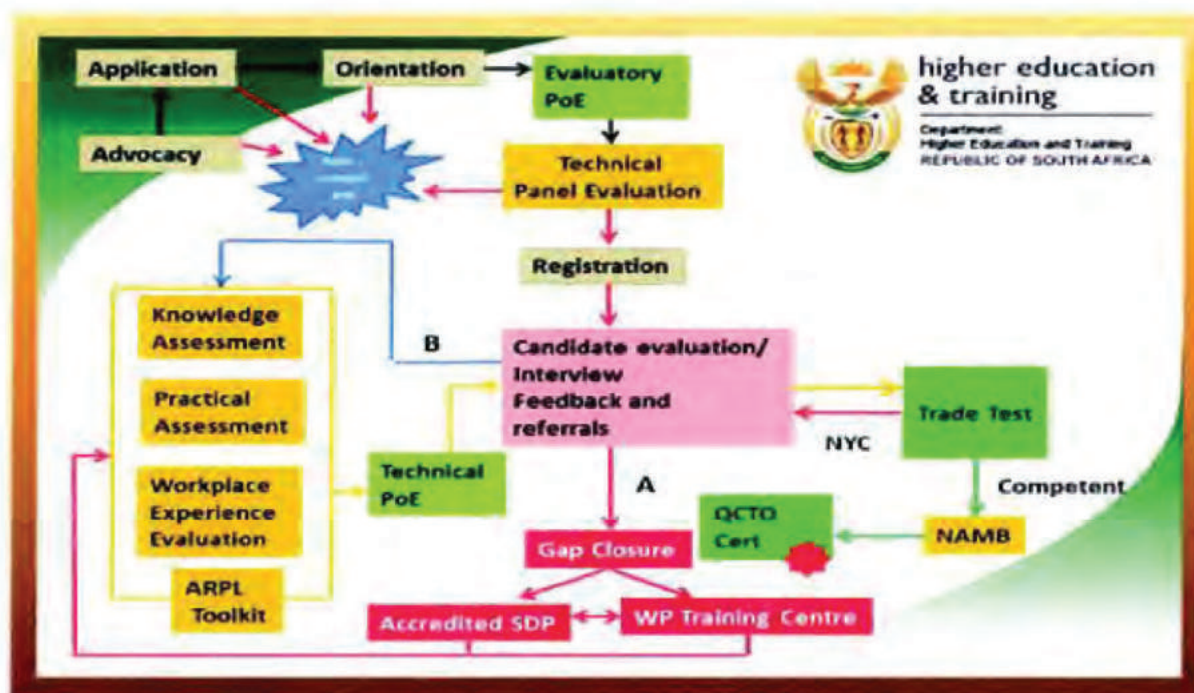 Application
Orientation
Evaluatory
PoE
higher education
& training
Department:
Higher Education and Training
REPUBLIC OF SOUTH AFRICA
Advocacy
Technical
Panel Evaluation
Registration
Knowledge
Assessment
B
Candidate evaluation/
Interview
Feedback and
referrals
Practical
Assessment
Trade Test
NYC
Technical
PoE
A
Workplace
Experience
Evaluation
Competent
QCTO
Cert
NAMB
Gap Closure
ARPL
Toolkit
Accredited SDP
WP Training Centre